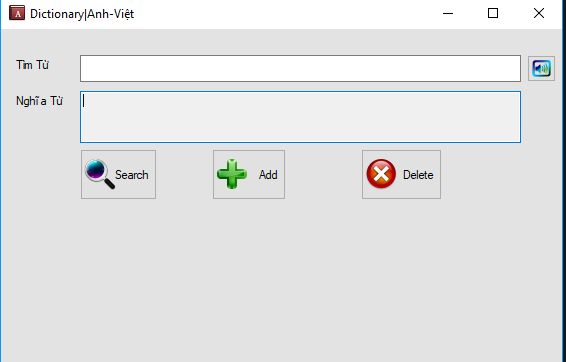 Dictionary|Anh-Việt
Tìm Từ
Nghĩa Từ
Search Add Delete